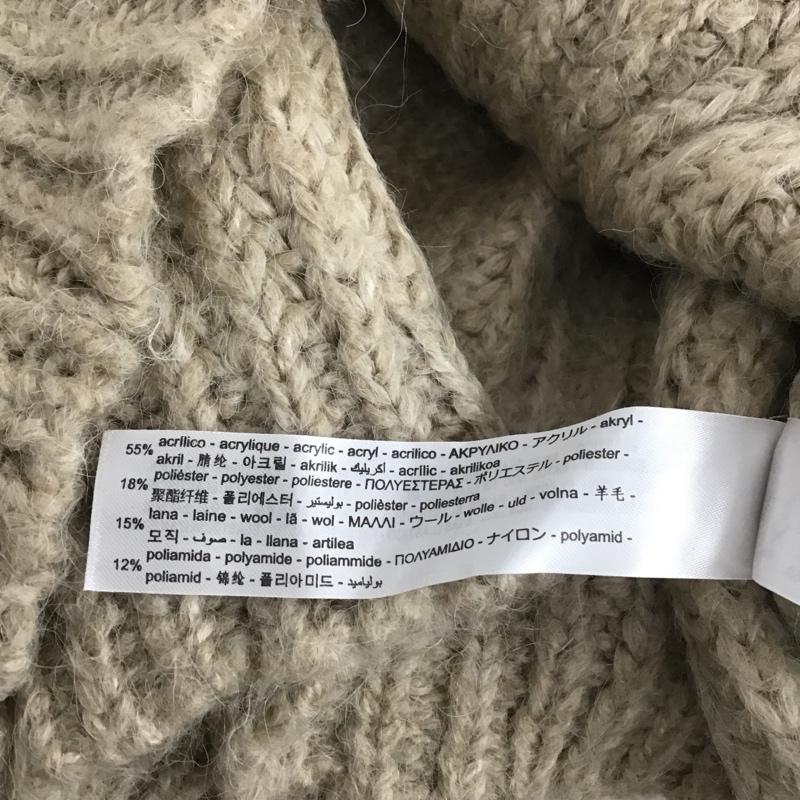 55% acrílico - acrylique - acrylic - acryl - acrilico - ΑΚΡΥΛΙΚΟ - アクリル - akryl -
akril - 腈纶 - 아크릴 - akrilik - اكريليك - acrílic - akrilikoa
18% poliéster - polyester - poliestere - ΠΟΛΥΕΣΤΕΡΑΣ - ポリエステル - poliester -
聚酯纤维 - 폴리에스터 - بوليستير - polièster - poliesterra
15% lana - laine - wool - lã - wol - ΜΑΛΛΙ - ウール - wolle - uld - volna - 羊毛 -
모직 - صوف - la - llana - artilea
12% poliamida - polyamide - poliammide - ΠΟΛΥΑΜΙΔΙΟ - ナイロン - polyamid -
poliamid - 锦纶 - 폴리아미드 - بولياميد